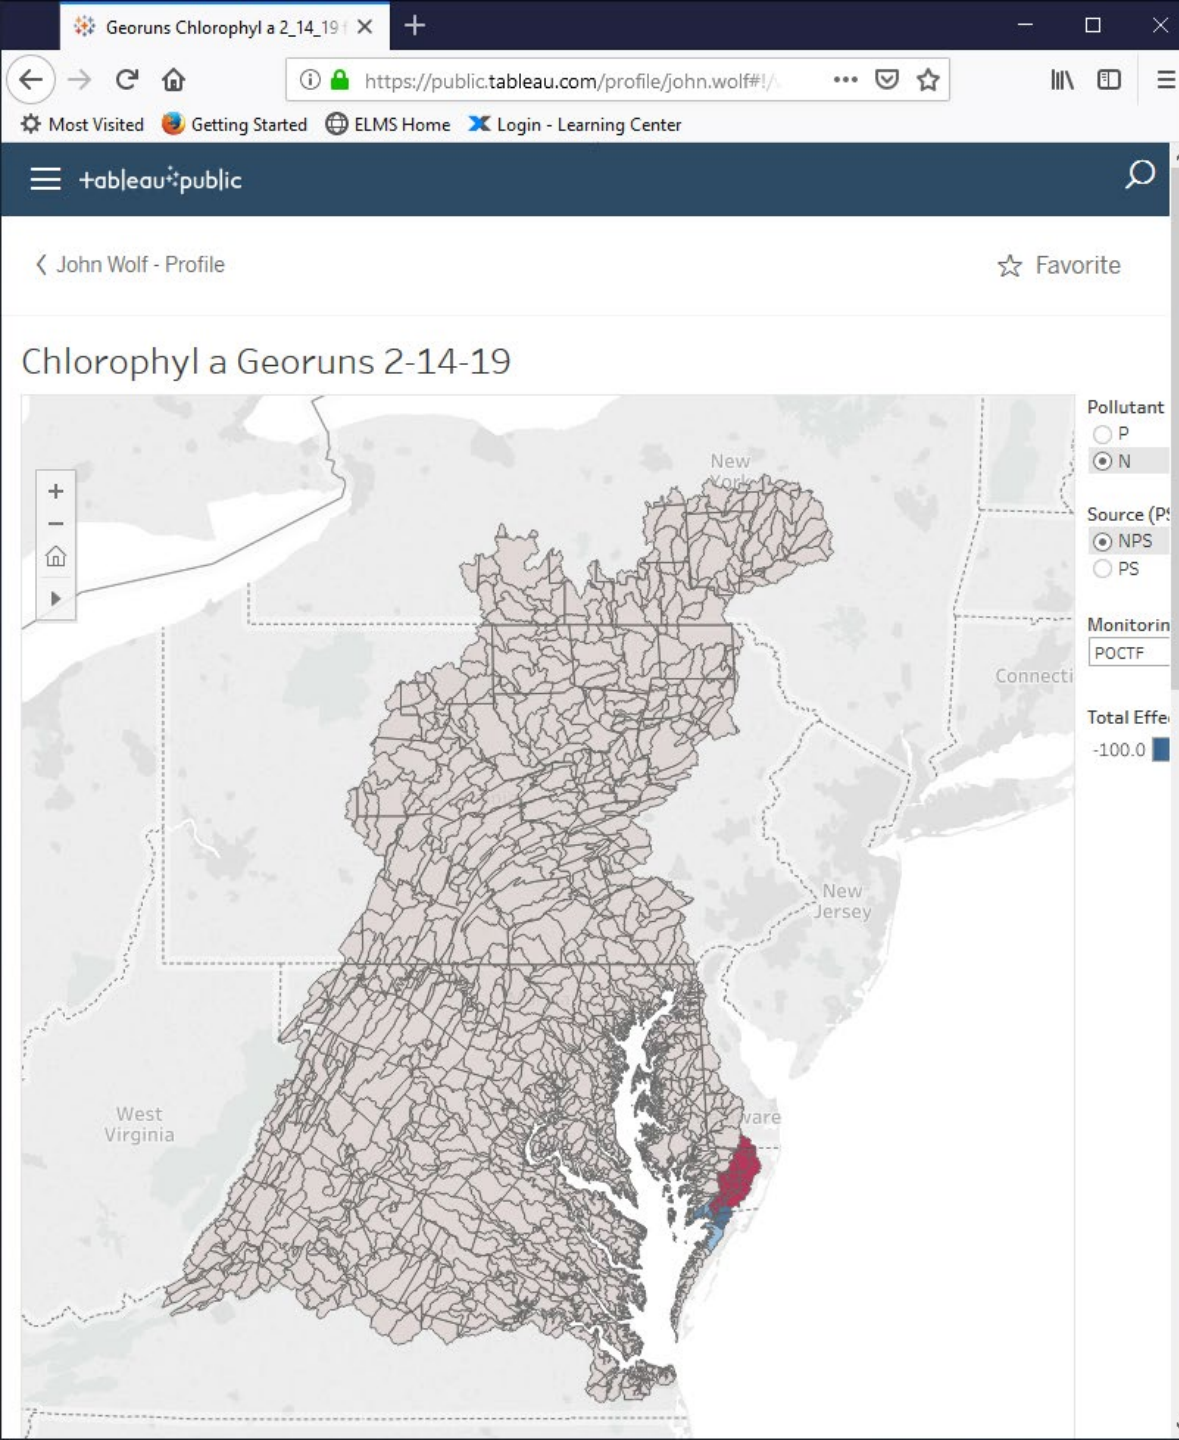 Georuns Chlorophyl a 2_14_19
https://public.tableau.com/profile/john.wolf#!/
Most Visited
Getting Started
ELMS Home
Login - Learning Center
+ableau public
John Wolf - Profile
Favorite
Chlorophyl a Georuns 2-14-19
Pollutant
P
N
Source (PS
NPS
PS
Monitorin
POCTF
Total Effe
-100.0
New
York
Connecti
New
Jersey
West
Virginia
ware